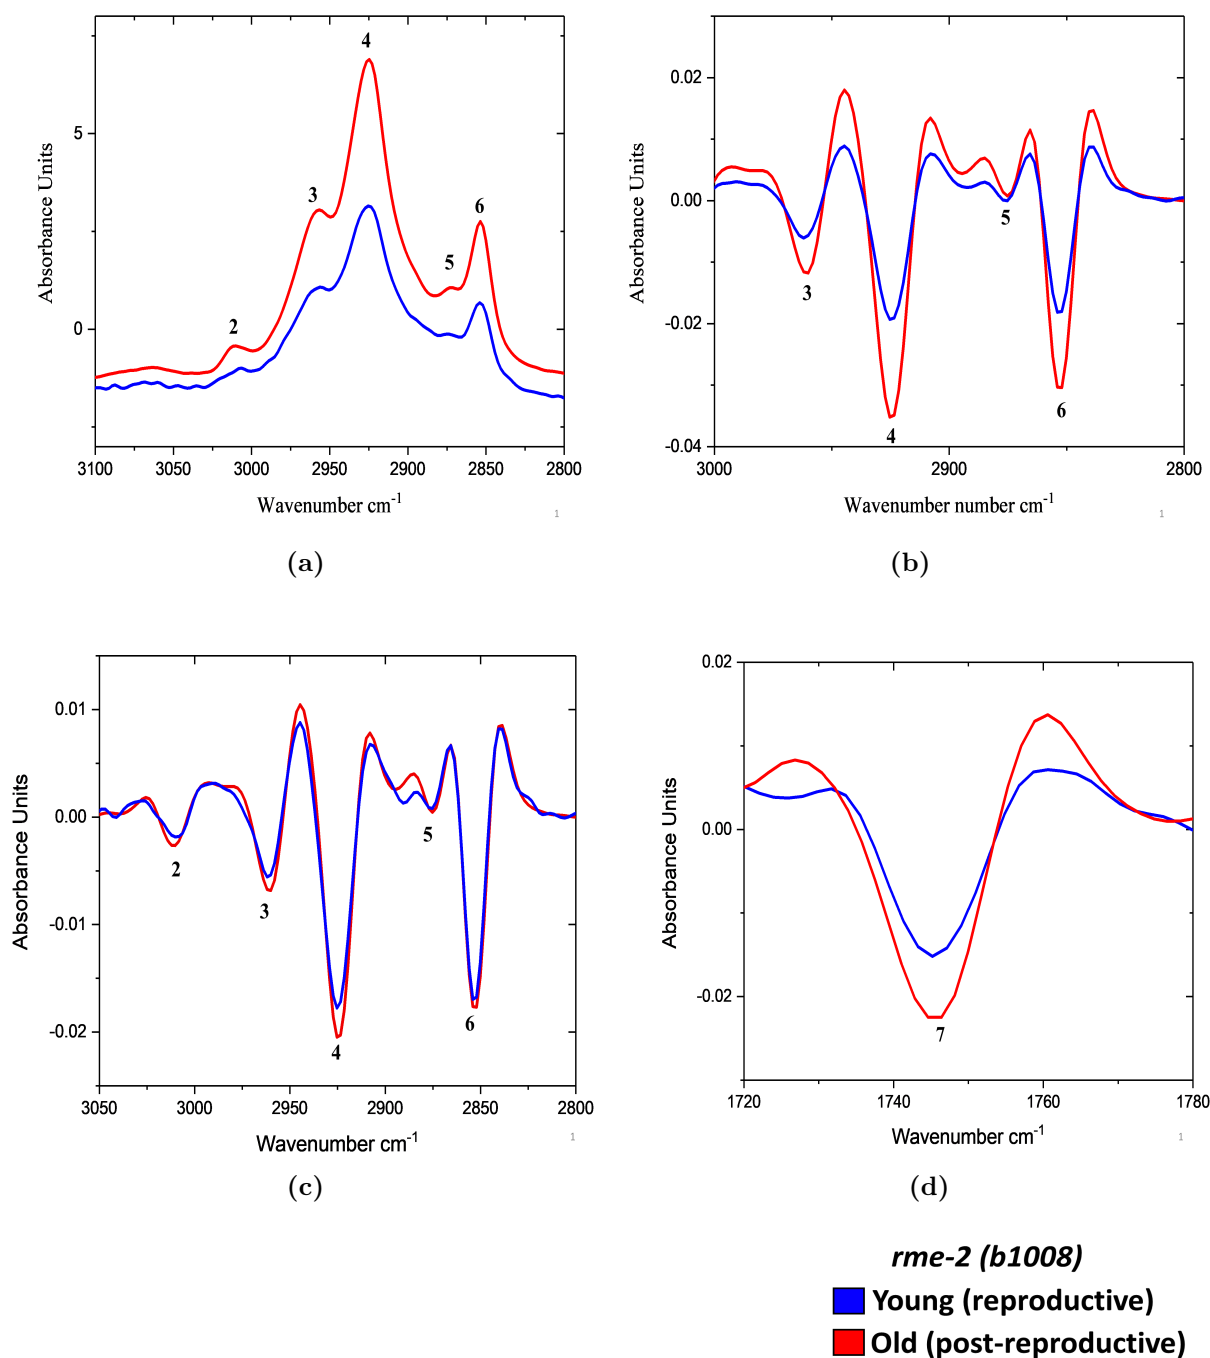 4
3
6
5
2
5
0
Absorbance Units
3100 3050 3000 2950 2900 2850 2800
Wavenumber cm-1
1
(a)
0.02
0.00
-0.02
-0.04
Absorbance Units
3
4
5
6
3000 2900 2800
Wavenumber number cm-1
1
(b)
0.01
0.00
-0.01
-0.02
Absorbance Units
2
3
4
5
6
3050 3000 2950 2900 2850 2800
Wavenumber cm-1
1
(c)
0.02
0.00
-0.02
Absorbance Units
7
1720 1740 1760 1780
Wavenumber cm-1
1
(d)
rme-2 (b1008)
Young (reproductive)
Old (post-reproductive)